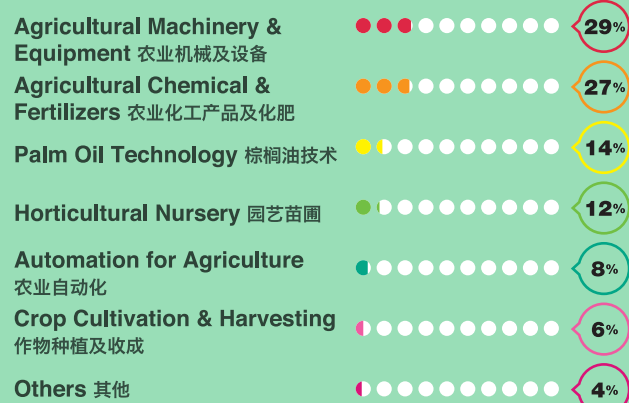 Agricultural Machinery &
Equipment 农业机械及设备
29%
Agricultural Chemical &
Fertilizers 农业化工产品及化肥
27%
Palm Oil Technology 棕榈油技术
14%
Horticultural Nursery 园艺苗圃
12%
Automation for Agriculture
农业自动化
8%
Crop Cultivation & Harvesting
作物种植及收成
6%
Others 其他
4%